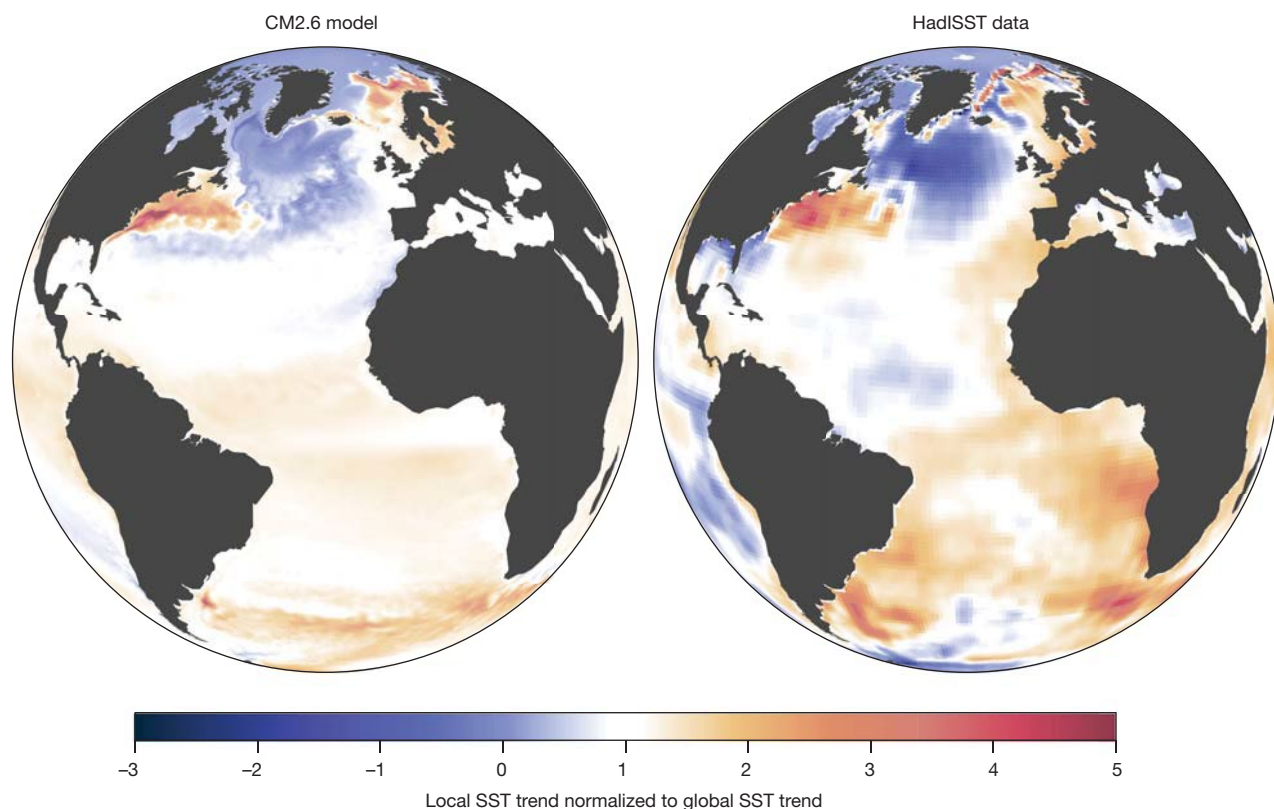 CM2.6 model
HadISST data
–3 –2 –1 0 1 2 3 4 5
Local SST trend normalized to global SST trend